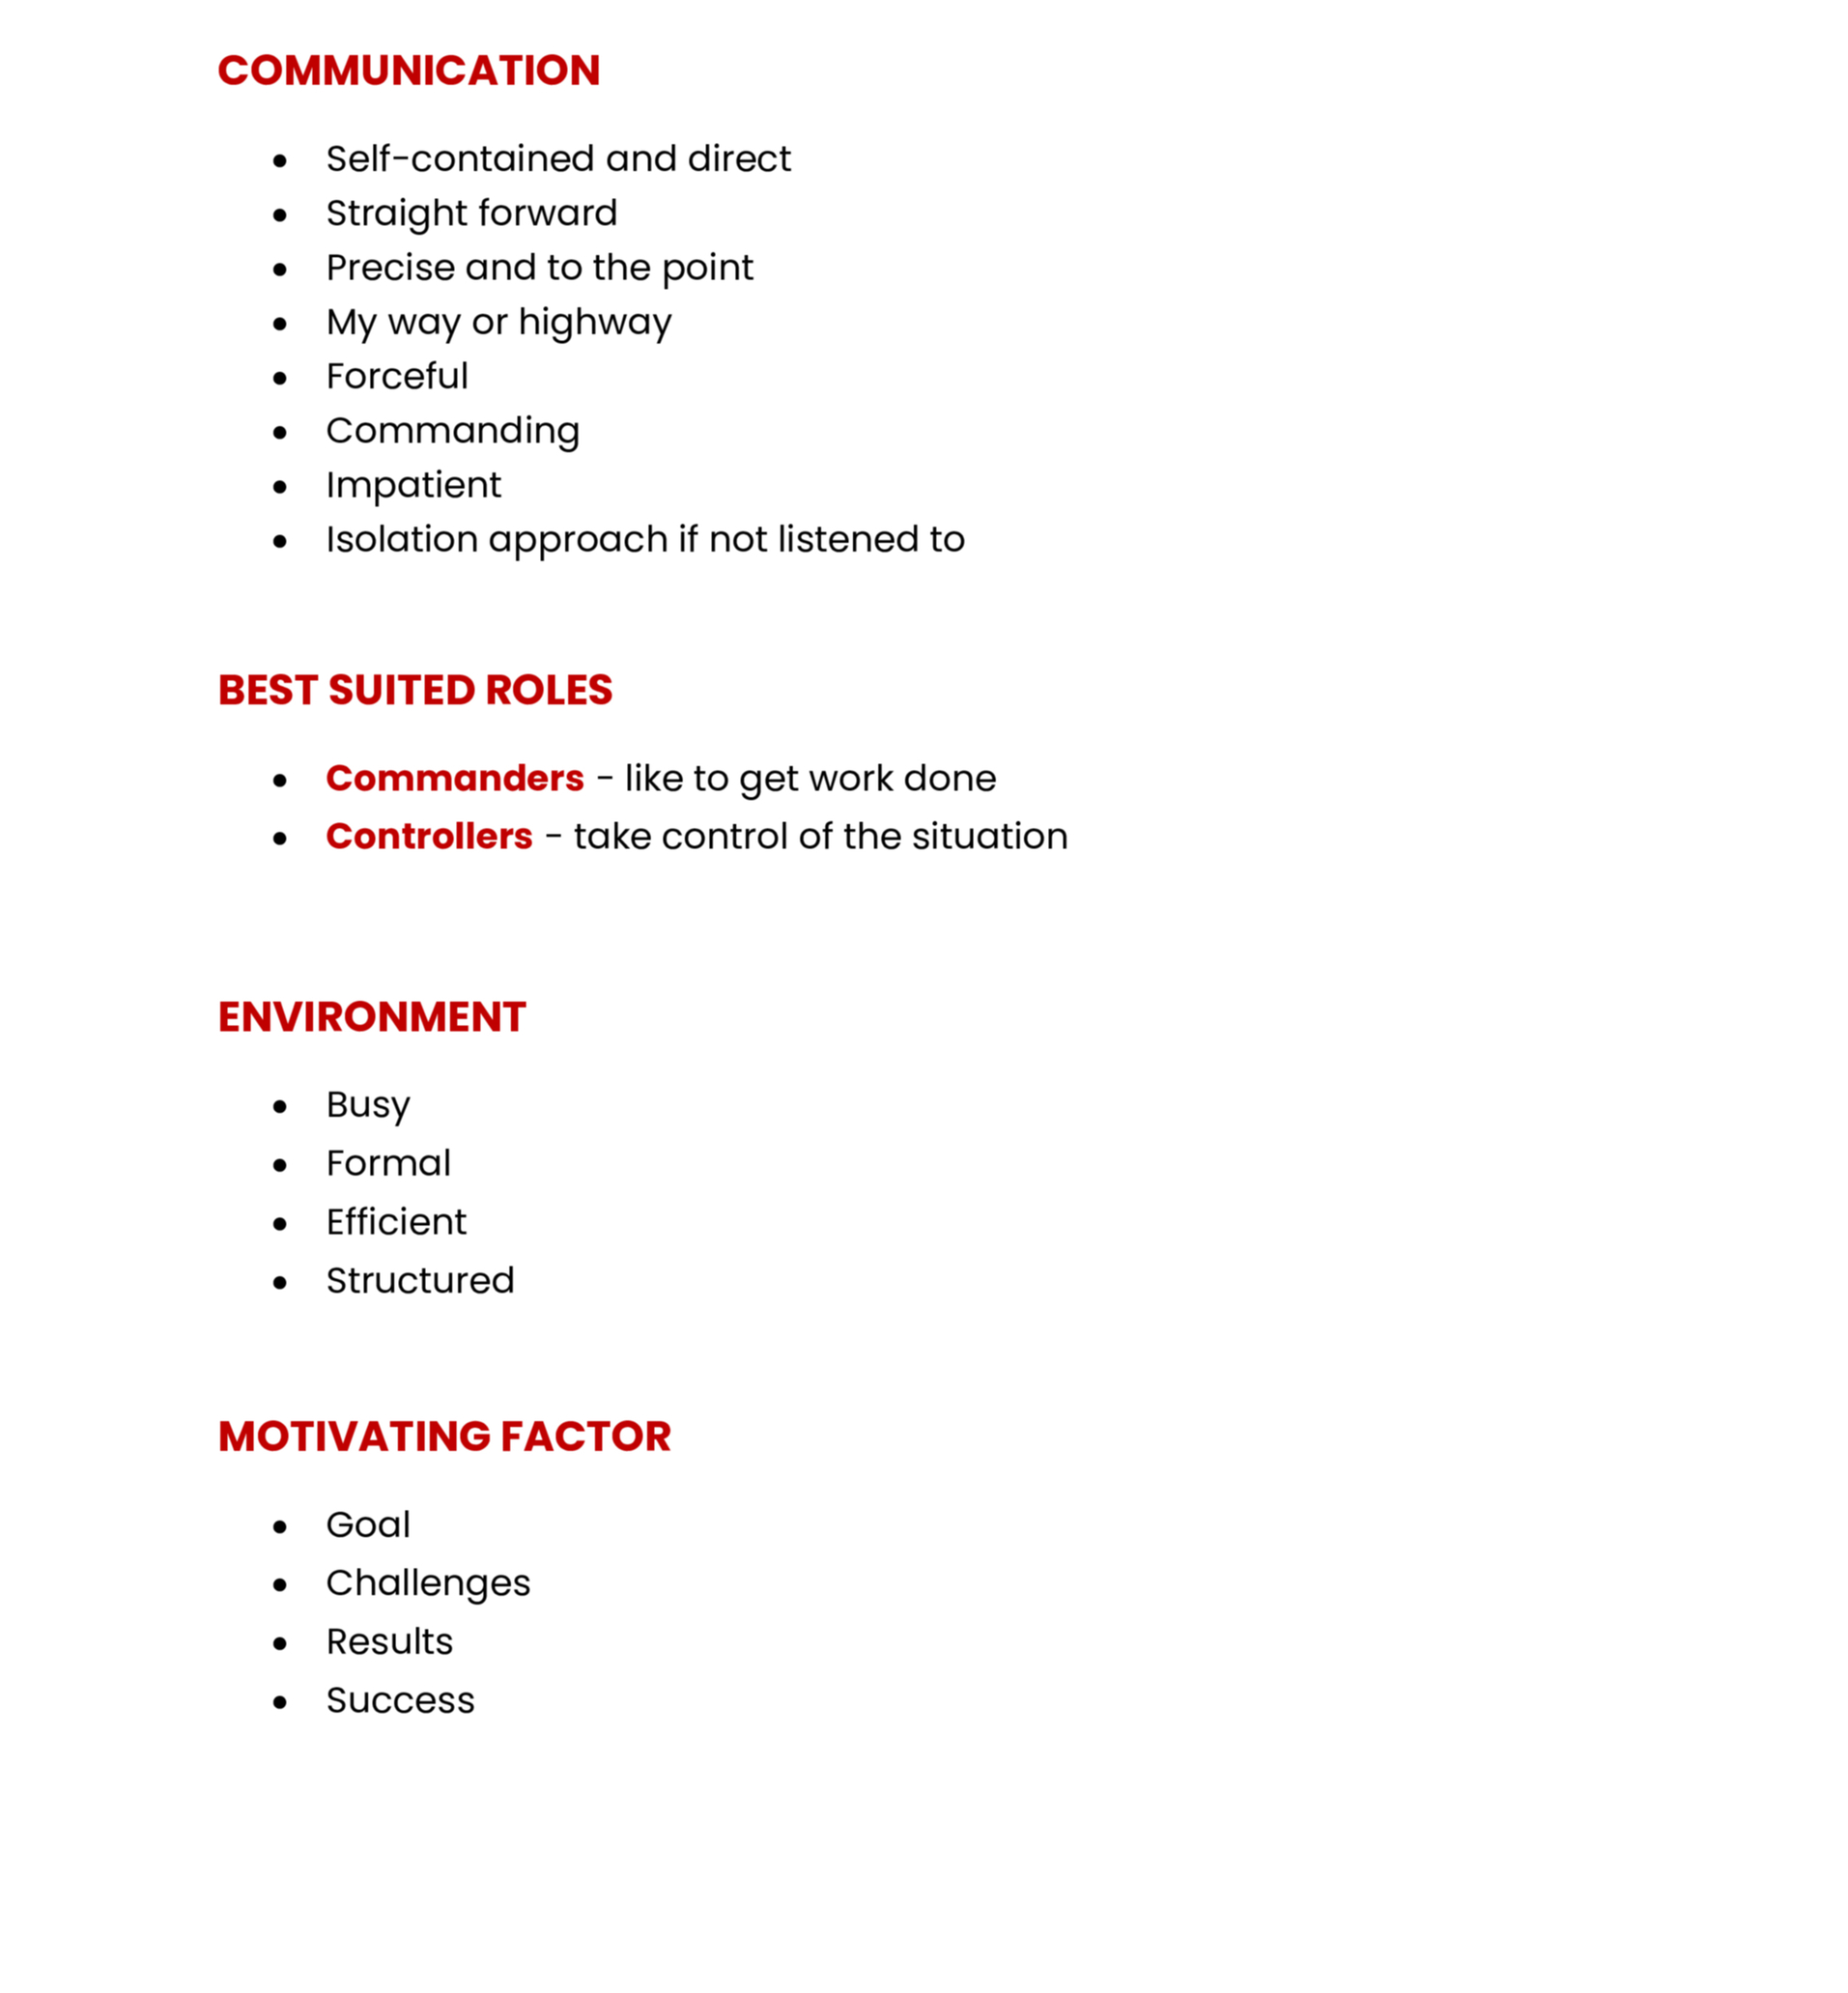 COMMUNICATION
• Self-contained and direct
• Straight forward
• Precise and to the point
• My way or highway
• Forceful
• Commanding
• Impatient
• Isolation approach if not listened to
BEST SUITED ROLES
• Commanders - like to get work done
• Controllers - take control of the situation
ENVIRONMENT
• Busy
• Formal
• Efficient
• Structured
MOTIVATING FACTOR
• Goal
• Challenges
• Results
• Success